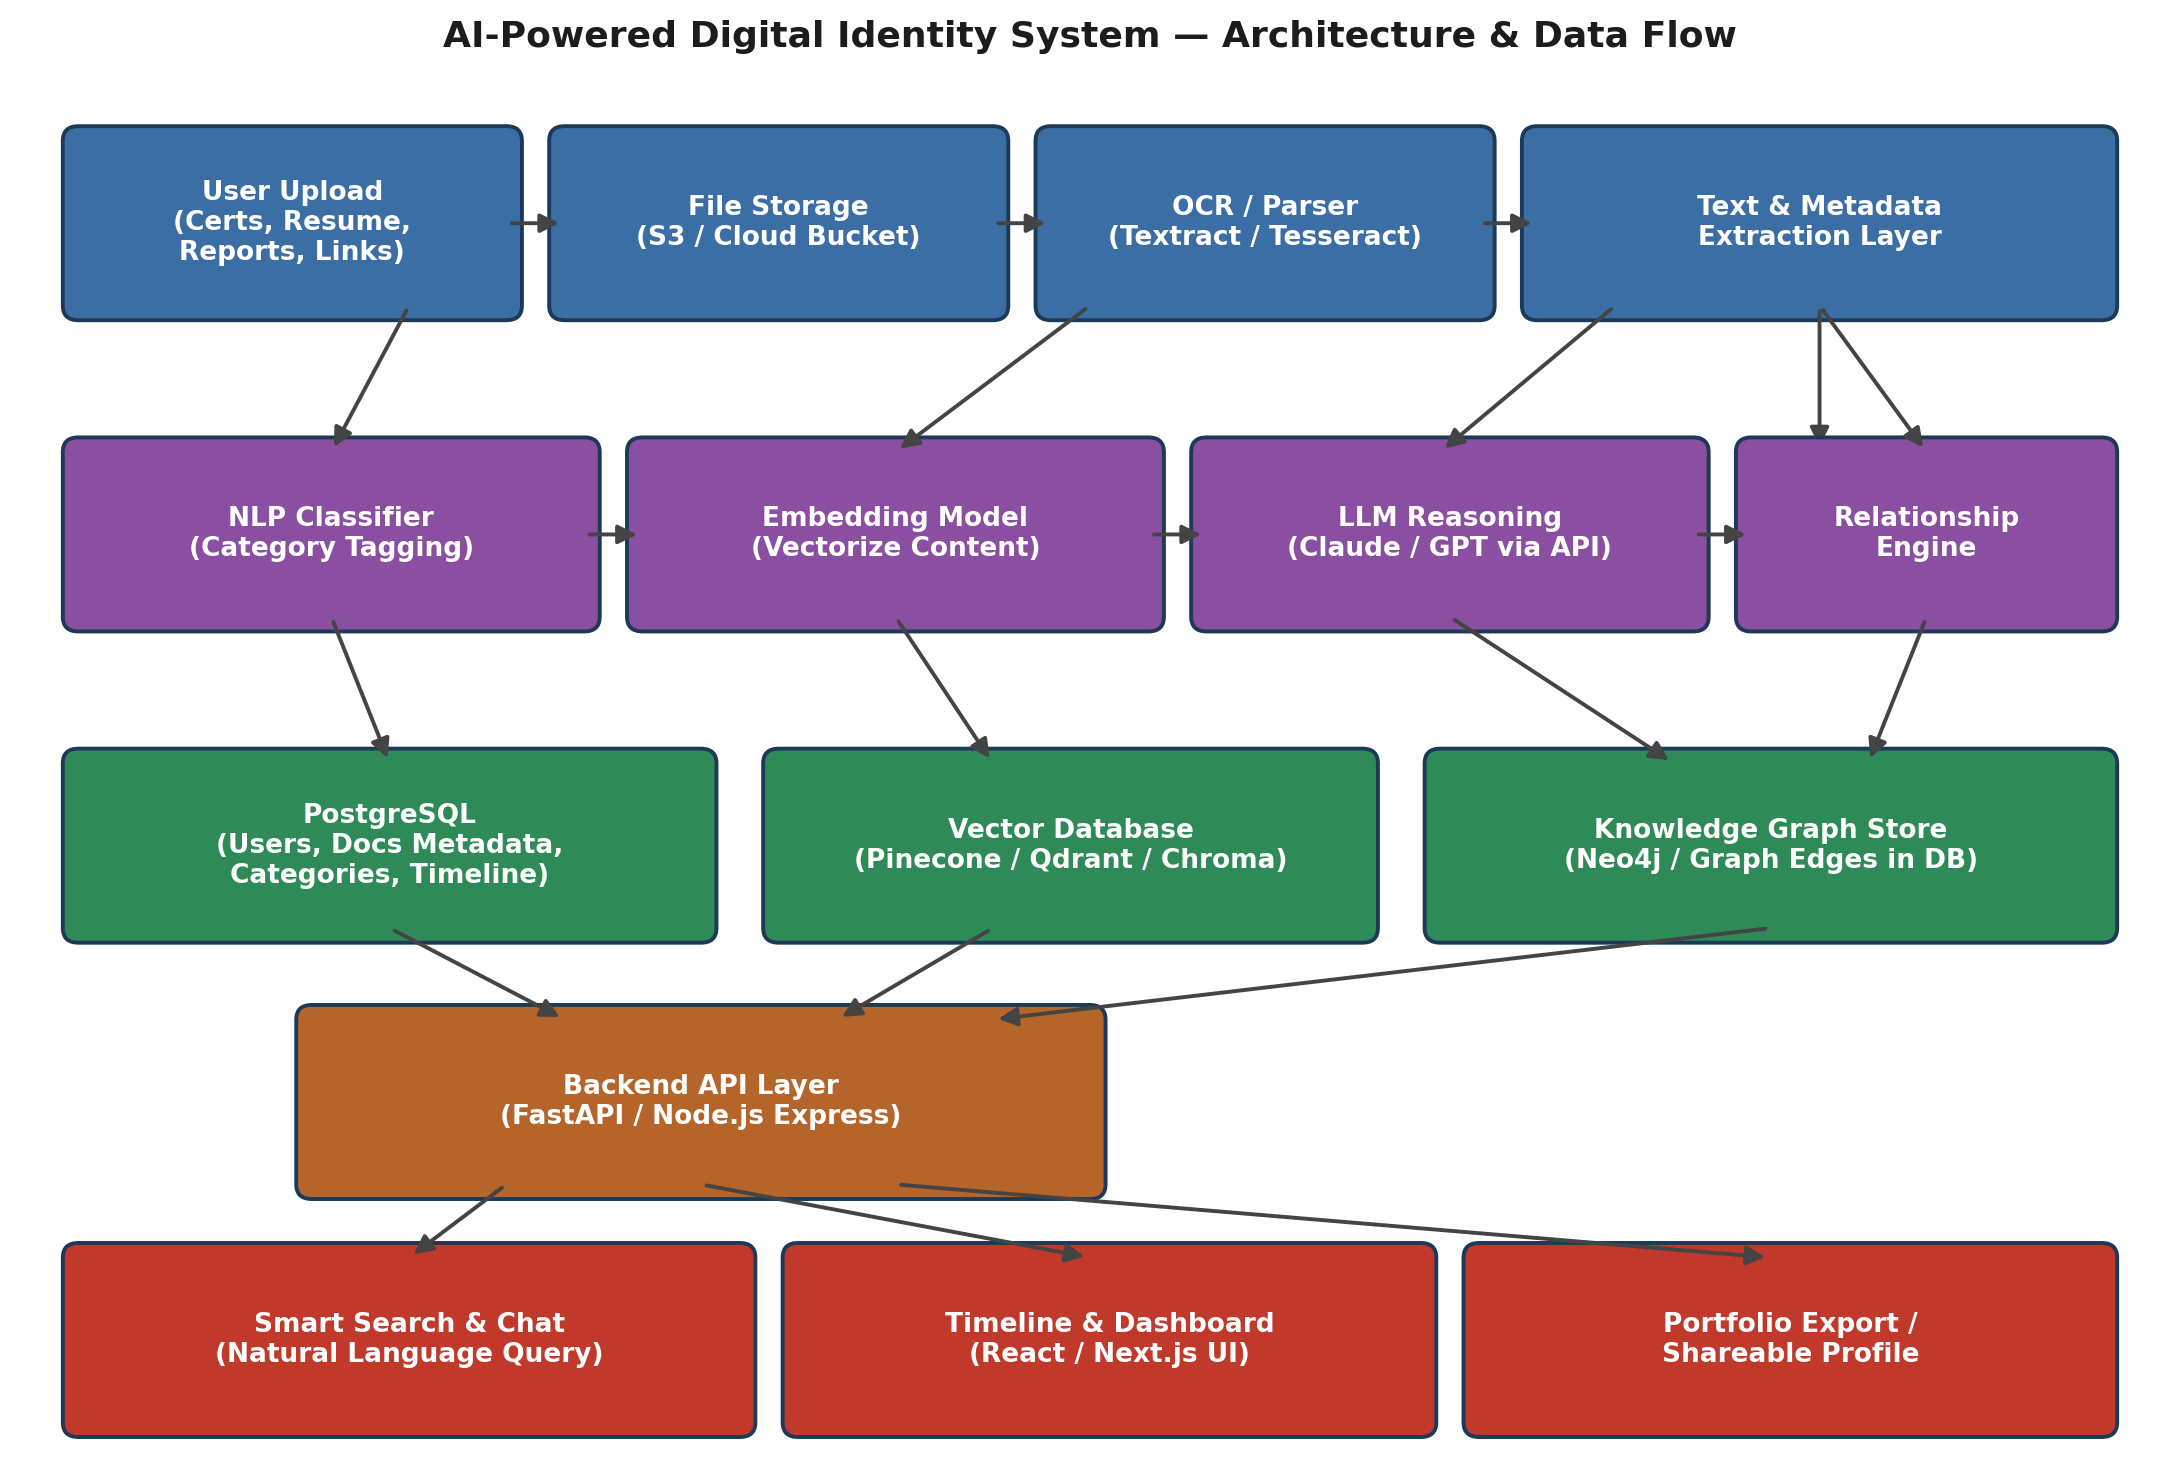 AI-Powered Digital Identity System — Architecture & Data Flow
User Upload
(Certs, Resume,
Reports, Links)
File Storage
(S3 / Cloud Bucket)
OCR / Parser
(Textract / Tesseract)
Text & Metadata
Extraction Layer
NLP Classifier
(Category Tagging)
Embedding Model
(Vectorize Content)
LLM Reasoning
(Claude / GPT via API)
Relationship
Engine
PostgreSQL
(Users, Docs Metadata,
Categories, Timeline)
Vector Database
(Pinecone / Qdrant / Chroma)
Knowledge Graph Store
(Neo4j / Graph Edges in DB)
Backend API Layer
(FastAPI / Node.js Express)
Smart Search & Chat
(Natural Language Query)
Timeline & Dashboard
(React / Next.js UI)
Portfolio Export /
Shareable Profile